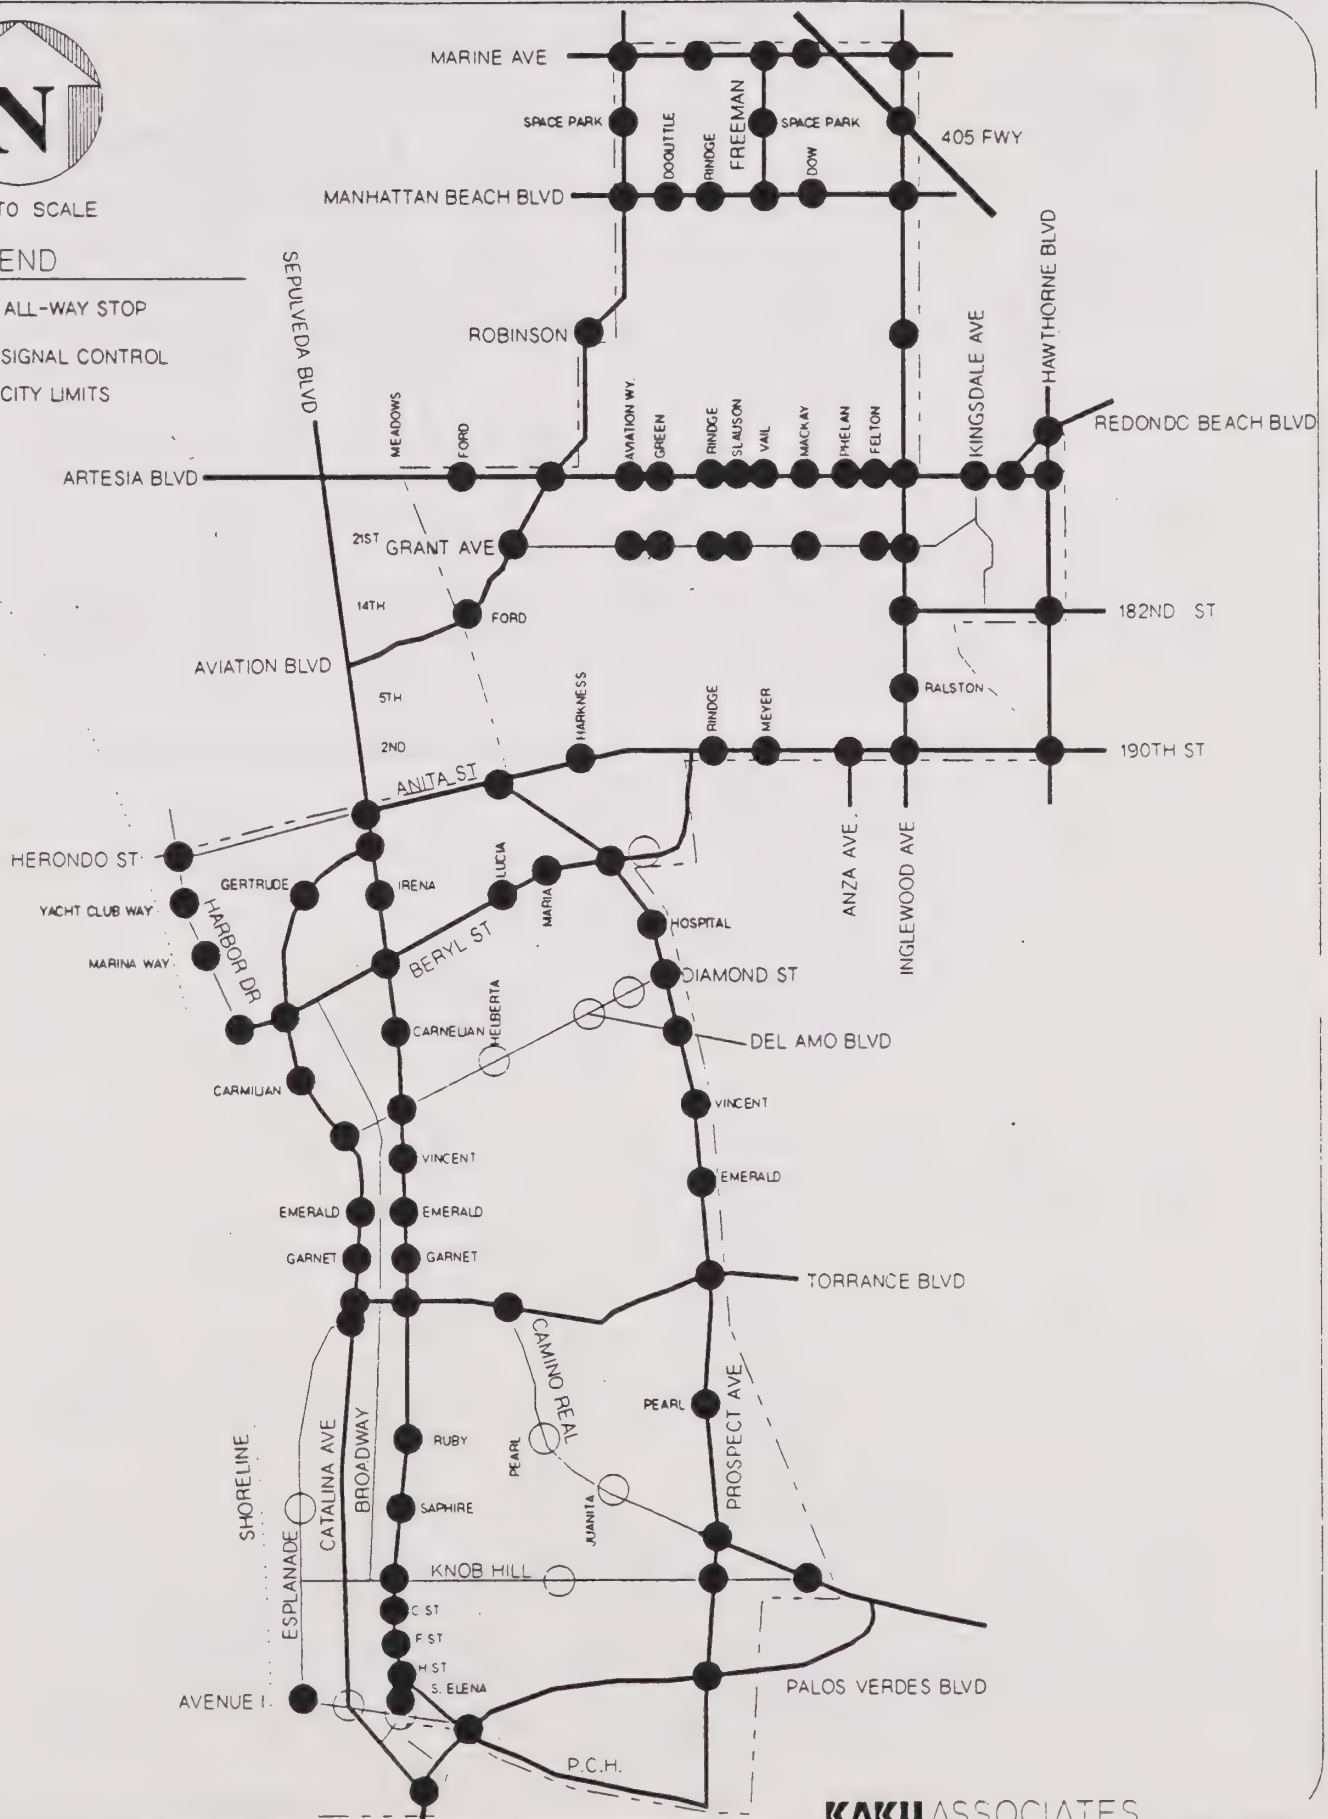 MARINE AVE
N
SPACE PARK
DOOLITTLE
RINDGE
FREEMAN
SPACE PARK
DOW
405 FWY
MANHATTAN BEACH BLVD
TO SCALE
END
ALL-WAY STOP
SIGNAL CONTROL
CITY LIMITS
SEPULVEDA BLVD
ROBINSON
KINGSDALE AVE
HAWTHORNE BLVD
REDONDO BEACH BLVD
MEADOWS
FORD
AVIATION WY.
GREEN
RINDGE
SLAUSON
VAIL
MACKAY
PHELAN
FELTON
ARTESIA BLVD
21ST
GRANT AVE
14TH
FORD
182ND ST
AVIATION BLVD
5TH
RALSTON
HARKNESS
RINDGE
MEYER
2ND
190TH ST
ANITA ST
HERONDO ST
ANZA AVE.
INGLEWOOD AVE
GERTRUDE
IRENA
LUCIA
MARIA
YACHT CLUB WAY
HARBOR DR
HOSPITAL
MARINA WAY
BERYL ST
DIAMOND ST
HELBERTA
CARNELIAN
DEL AMO BLVD
CARMILIAN
VINCENT
VINCENT
EMERALD
EMERALD
EMERALD
GARNET
GARNET
TORRANCE BLVD
CAMINO REAL
PEARL
PROSPECT AVE
SHORELINE
CATALINA AVE
BROADWAY
RUBY
PEARL
SAPHIRE
JUANITA
ESPLANADE
KNOB HILL
C ST
F ST
H ST
S. ELENA
AVENUE I.
PALOS VERDES BLVD
P.C.H.
KAKU ASSOCIATES